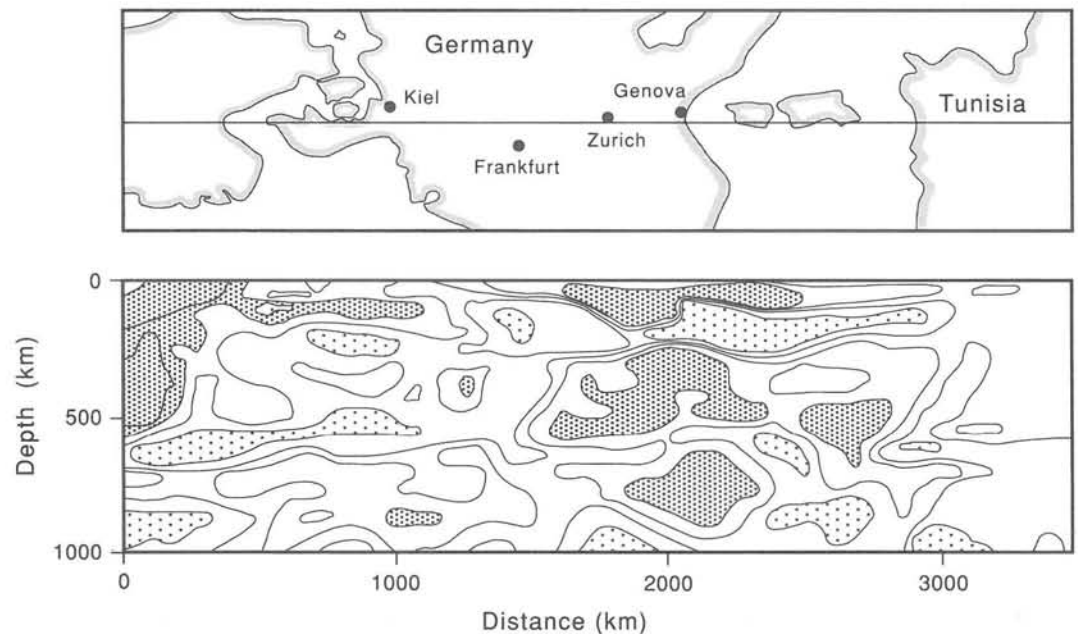 Germany
Kiel
Genova
Tunisia
Zurich
Frankfurt
0
500
1000
Depth (km)
0 1000 2000 3000
Distance (km)